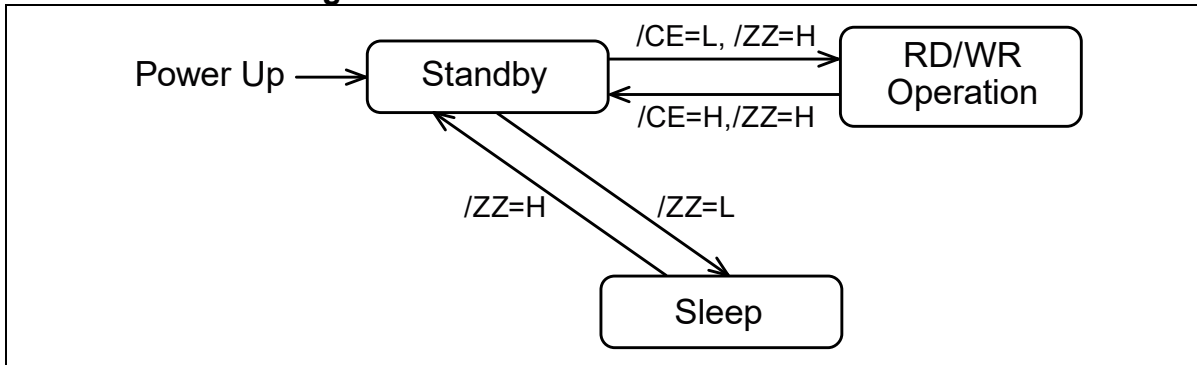 g
/CE=L, /ZZ=H
Power Up
Standby
RD/WR
Operation
/CE=H,/ZZ=H
/ZZ=H
/ZZ=L
Sleep